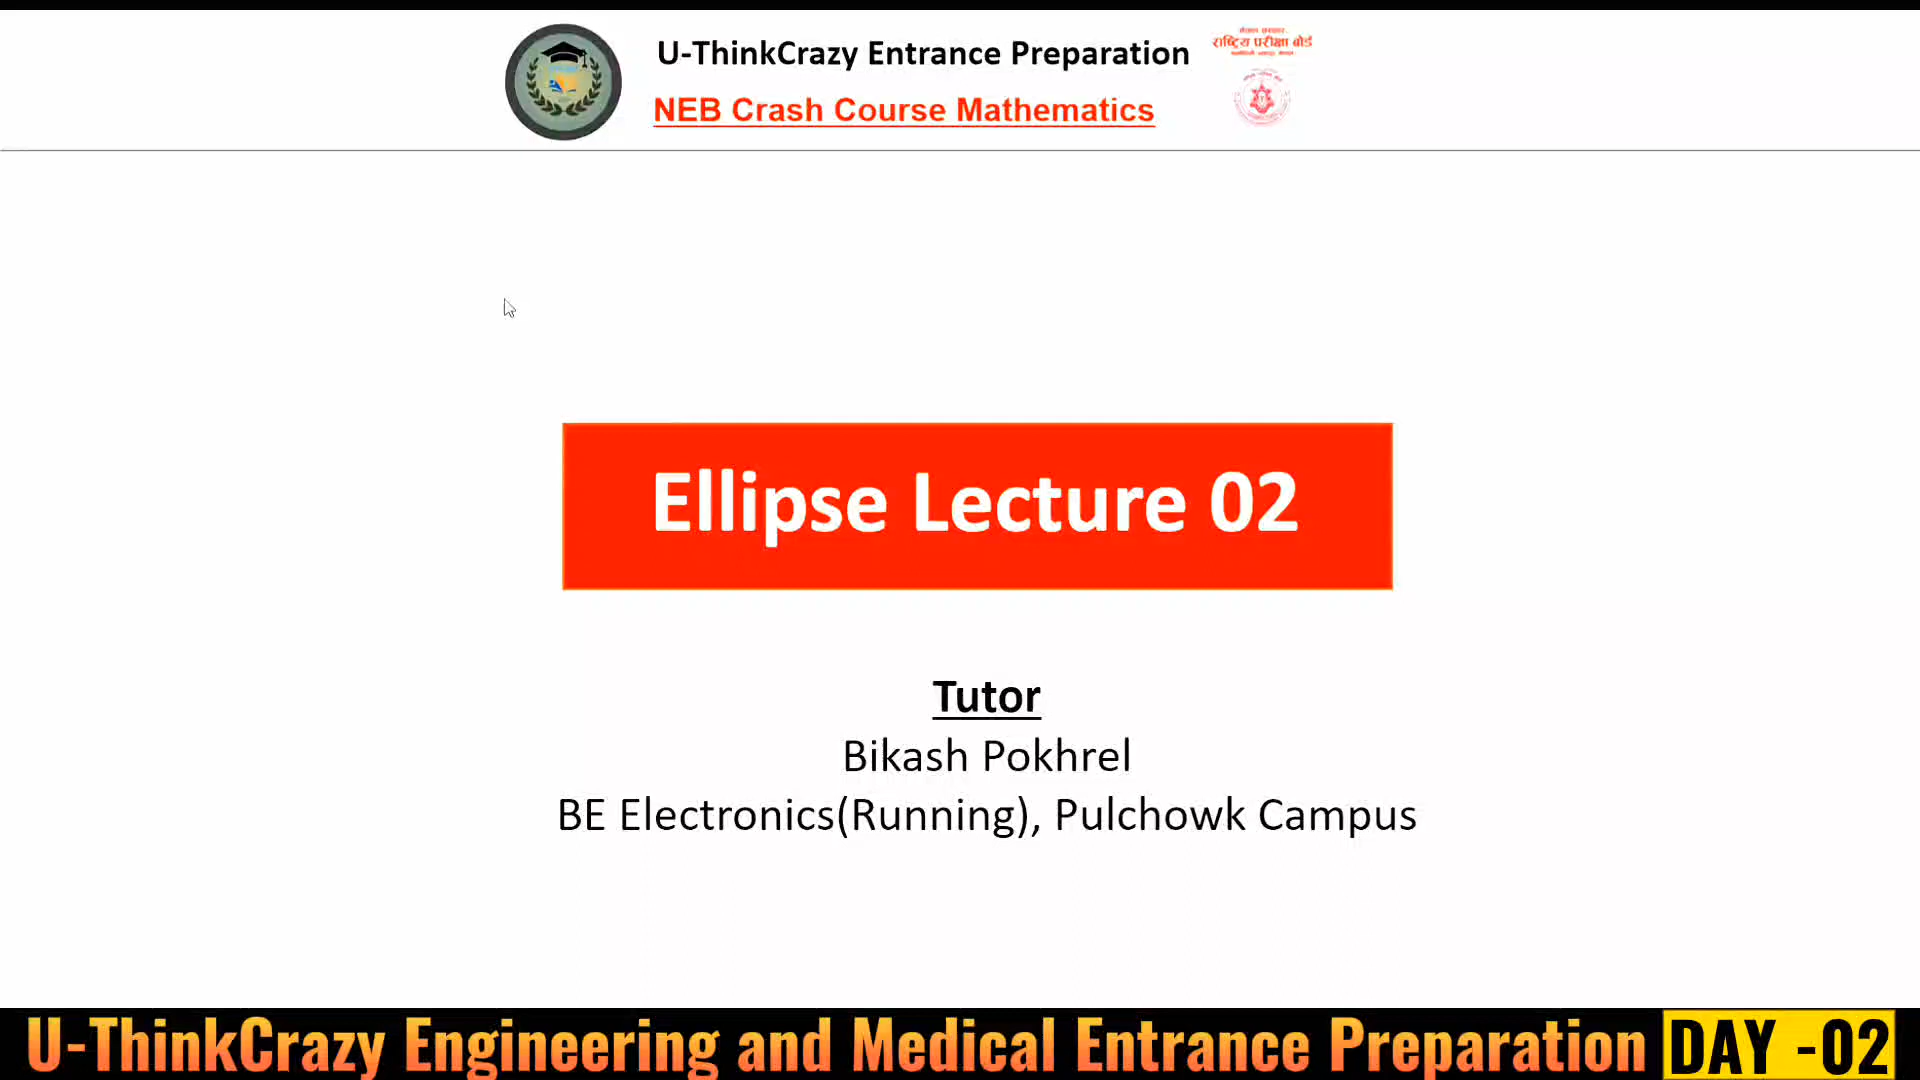 U-ThinkCrazy Entrance Preparation
NEB Crash Course Mathematics
राष्ट्रिय परीक्षा बोर्ड
Ellipse Lecture 02
Tutor
Bikash Pokhrel
BE Electronics(Running), Pulchowk Campus
U-ThinkCrazy Engineering and Medical Entrance Preparation DAY -02